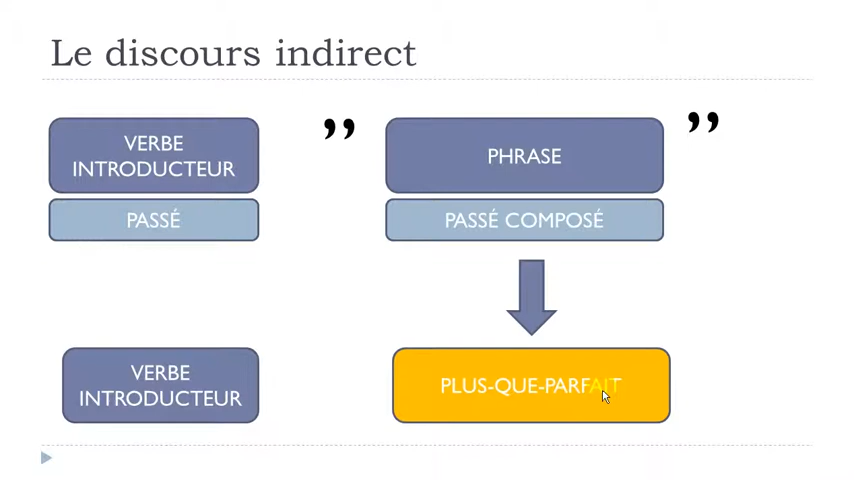 Le discours indirect
VERBE
INTRODUCTEUR
” PHRASE ”
PASSÉ
PASSÉ COMPOSÉ
VERBE
INTRODUCTEUR
PLUS-QUE-PARFAIT